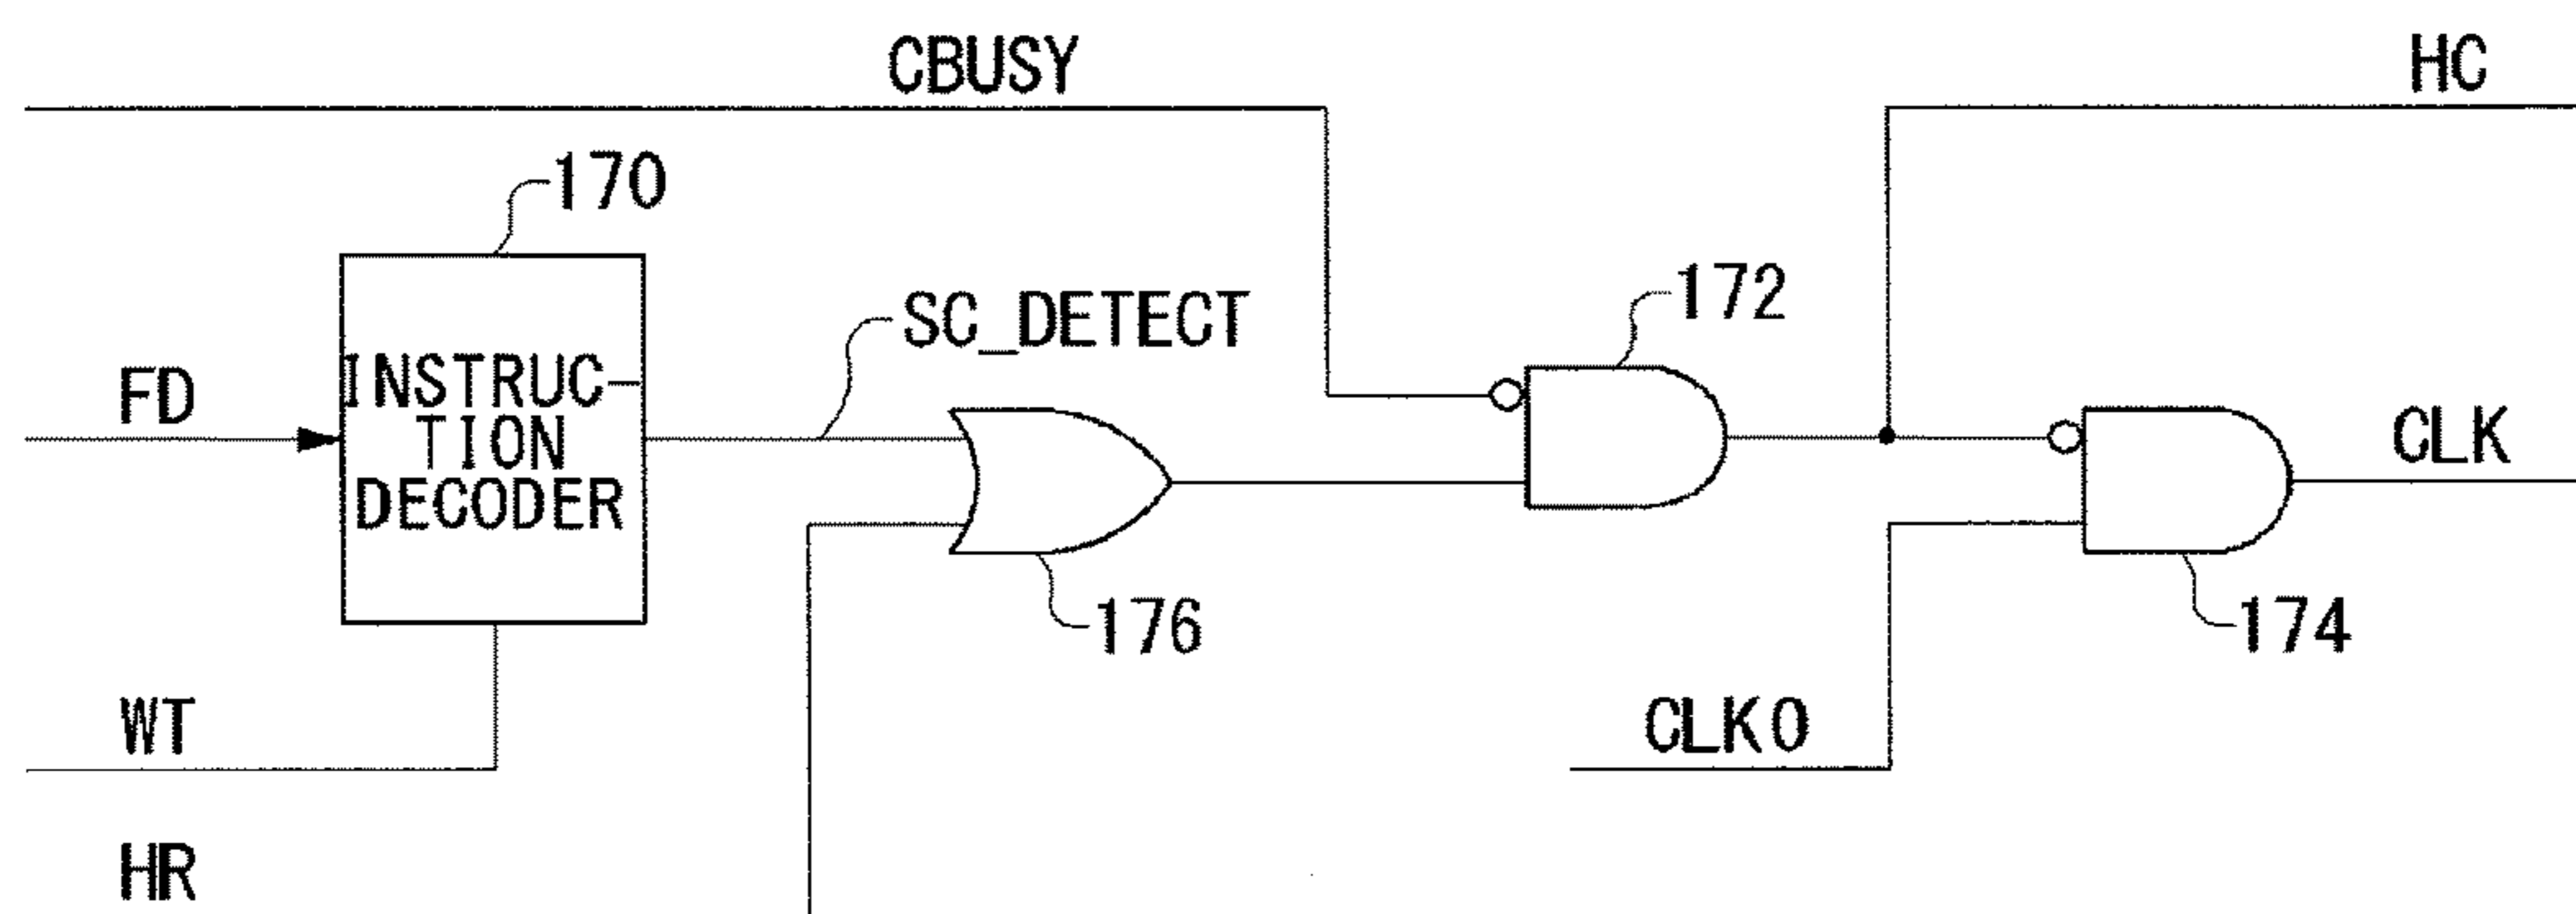 CBUSY
HC
170
172
SC_DETECT
INSTRUC-
TION
DECODER
FD
CLK
176
174
WT
CLK0
HR